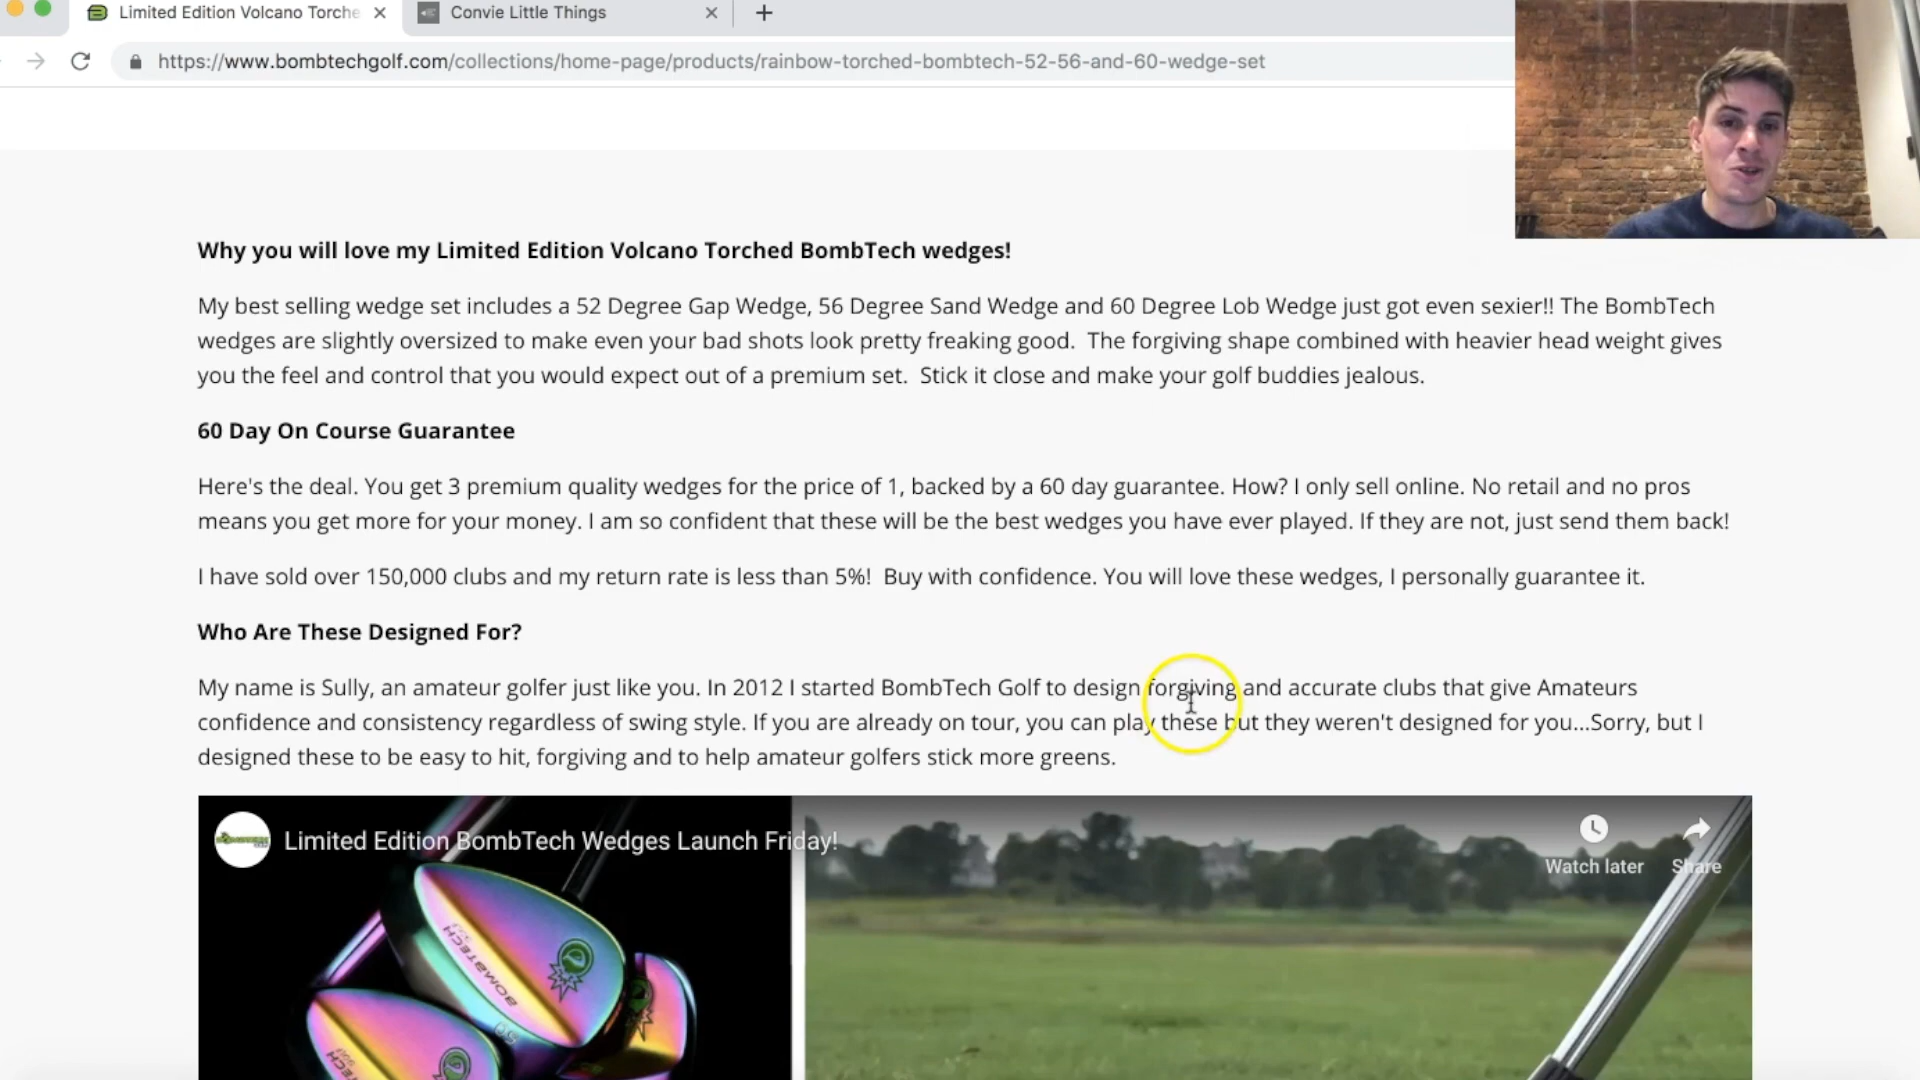 Limited Edition Volcano Torche
Convie Little Things
https://www.bombtechgolf.com/collections/home-page/products/rainbow-torched-bombtech-52-56-and-60-wedge-set
Why you will love my Limited Edition Volcano Torched BombTech wedges!
My best selling wedge set includes a 52 Degree Gap Wedge, 56 Degree Sand Wedge and 60 Degree Lob Wedge just got even sexier!! The BombTech
wedges are slightly oversized to make even your bad shots look pretty freaking good.  The forgiving shape combined with heavier head weight gives
you the feel and control that you would expect out of a premium set.  Stick it close and make your golf buddies jealous.
60 Day On Course Guarantee
Here's the deal. You get 3 premium quality wedges for the price of 1, backed by a 60 day guarantee. How? I only sell online. No retail and no pros
means you get more for your money. I am so confident that these will be the best wedges you have ever played. If they are not, just send them back!
I have sold over 150,000 clubs and my return rate is less than 5%!  Buy with confidence. You will love these wedges, I personally guarantee it.
Who Are These Designed For?
My name is Sully, an amateur golfer just like you. In 2012 I started BombTech Golf to design forgiving and accurate clubs that give Amateurs
confidence and consistency regardless of swing style. If you are already on tour, you can play these but they weren't designed for you...Sorry, but I
designed these to be easy to hit, forgiving and to help amateur golfers stick more greens.
Limited Edition BombTech Wedges Launch Friday!
Watch later
Share
BOMBTECH